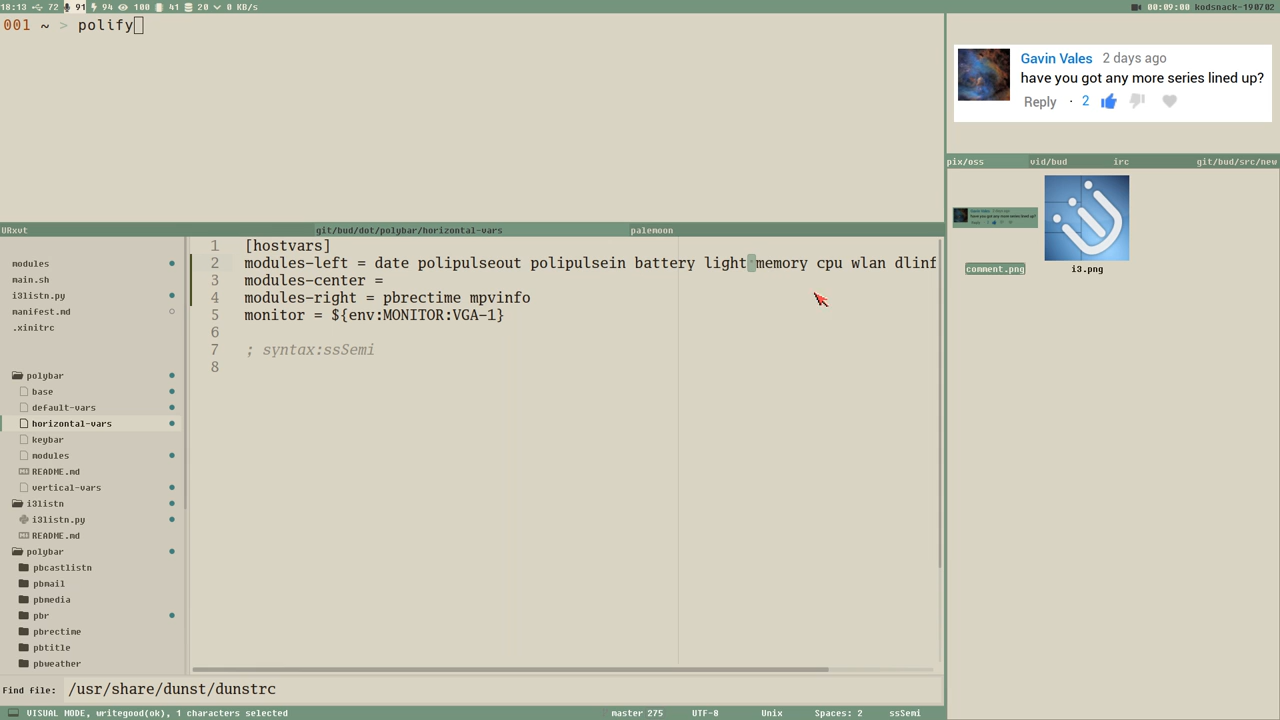 18:13 72 91 94 100 41 20 0 KB/s
00:09:00 kodsnack-190702
001 ~ > polify
Gavin Vales 2 days ago
have you got any more series lined up?
Reply · 2
pix/oss vid/bud irc git/bud/src/new
comment.png i3.png
URxvt git/bud/dot/polybar/horizontal-vars palemoon
modules
main.sh
i3listn.py
manifest.md
.xinitrc
polybar
base
default-vars
horizontal-vars
keybar
modules
README.md
vertical-vars
i3listn
i3listn.py
README.md
polybar
pbcastlistn
pbmail
pbmedia
pbr
pbrectime
pbtitle
pbweather
1 [hostvars]
2 modules-left = date polipulseout polipulsein battery light memory cpu wlan dlinf
3 modules-center =
4 modules-right = pbrectime mpvinfo
5 monitor = ${env:MONITOR:VGA-1}
6
7 ; syntax:ssSemi
8
Find file: /usr/share/dunst/dunstrc
VISUAL MODE, writegood(ok), 1 characters selected master 275 UTF-8 Unix Spaces: 2 ssSemi